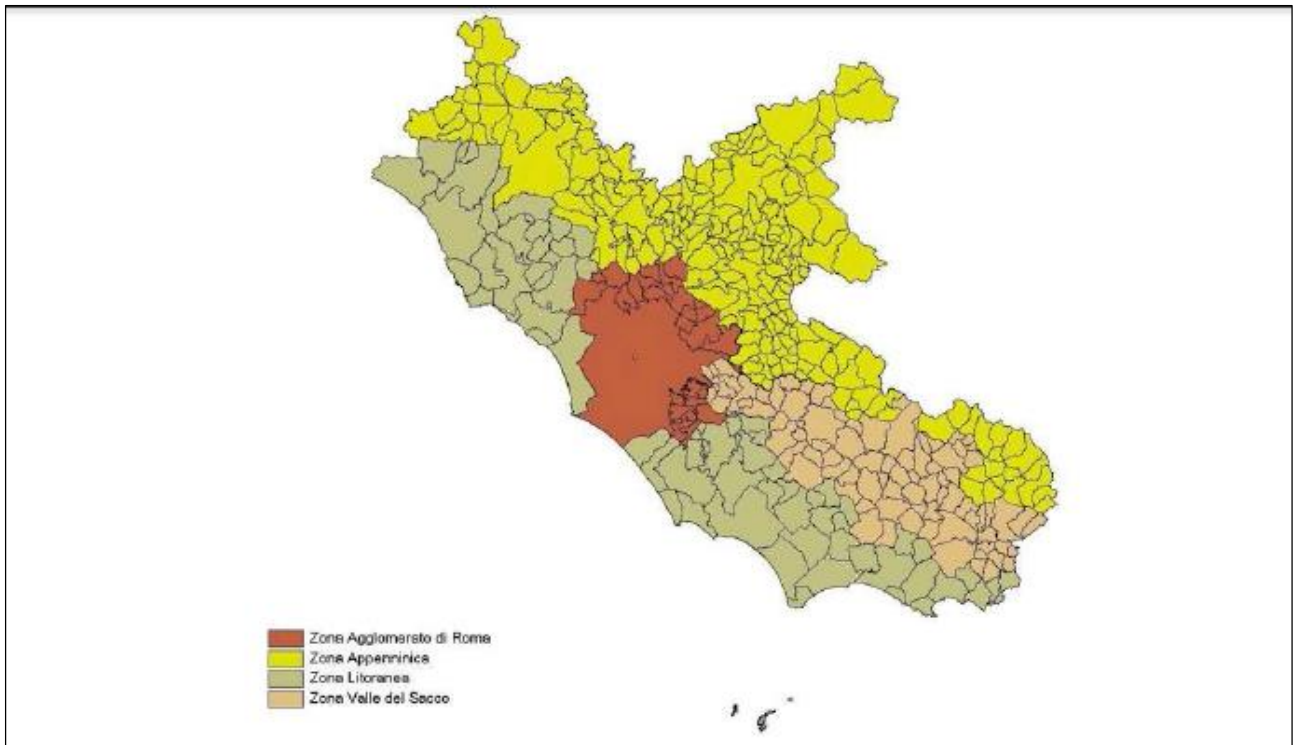 Zona Agglomerato di Roma
Zona Appenninica
Zona Litoranea
Zona Valle del Sacco